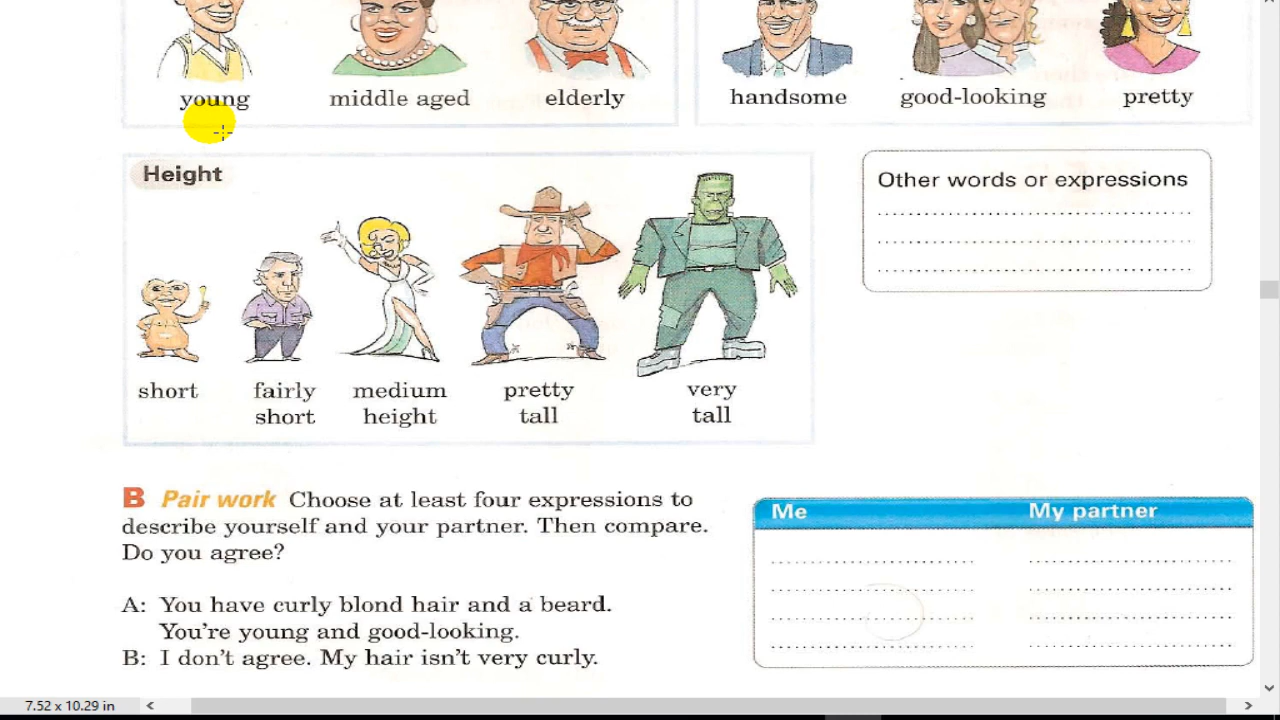 young middle aged elderly handsome good-looking pretty
Height
short fairly short medium height pretty tall very tall
Other words or expressions
B Pair work Choose at least four expressions to
describe yourself and your partner. Then compare.
Do you agree?
A: You have curly blond hair and a beard.
You're young and good-looking.
B: I don't agree. My hair isn't very curly.
Me My partner
7.52 x 10.29 in